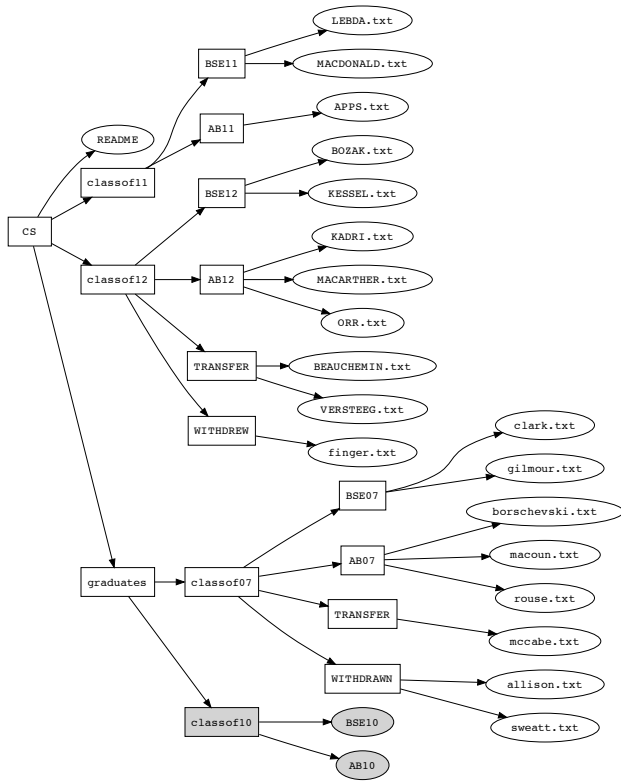 LEBDA.txt
BSE11
MACDONALD.txt
APPS.txt
AB11
README
BOZAK.txt
classof11
BSE12
KESSEL.txt
CS
KADRI.txt
classof12
AB12
MACARTHER.txt
ORR.txt
TRANSFER
BEAUCHEMIN.txt
VERSTEEG.txt
WITHDREW
clark.txt
finger.txt
gilmour.txt
BSE07
borschevski.txt
AB07
macoun.txt
graduates
classof07
rouse.txt
TRANSFER
mccabe.txt
WITHDRAWN
allison.txt
classof10
BSE10
sweatt.txt
AB10